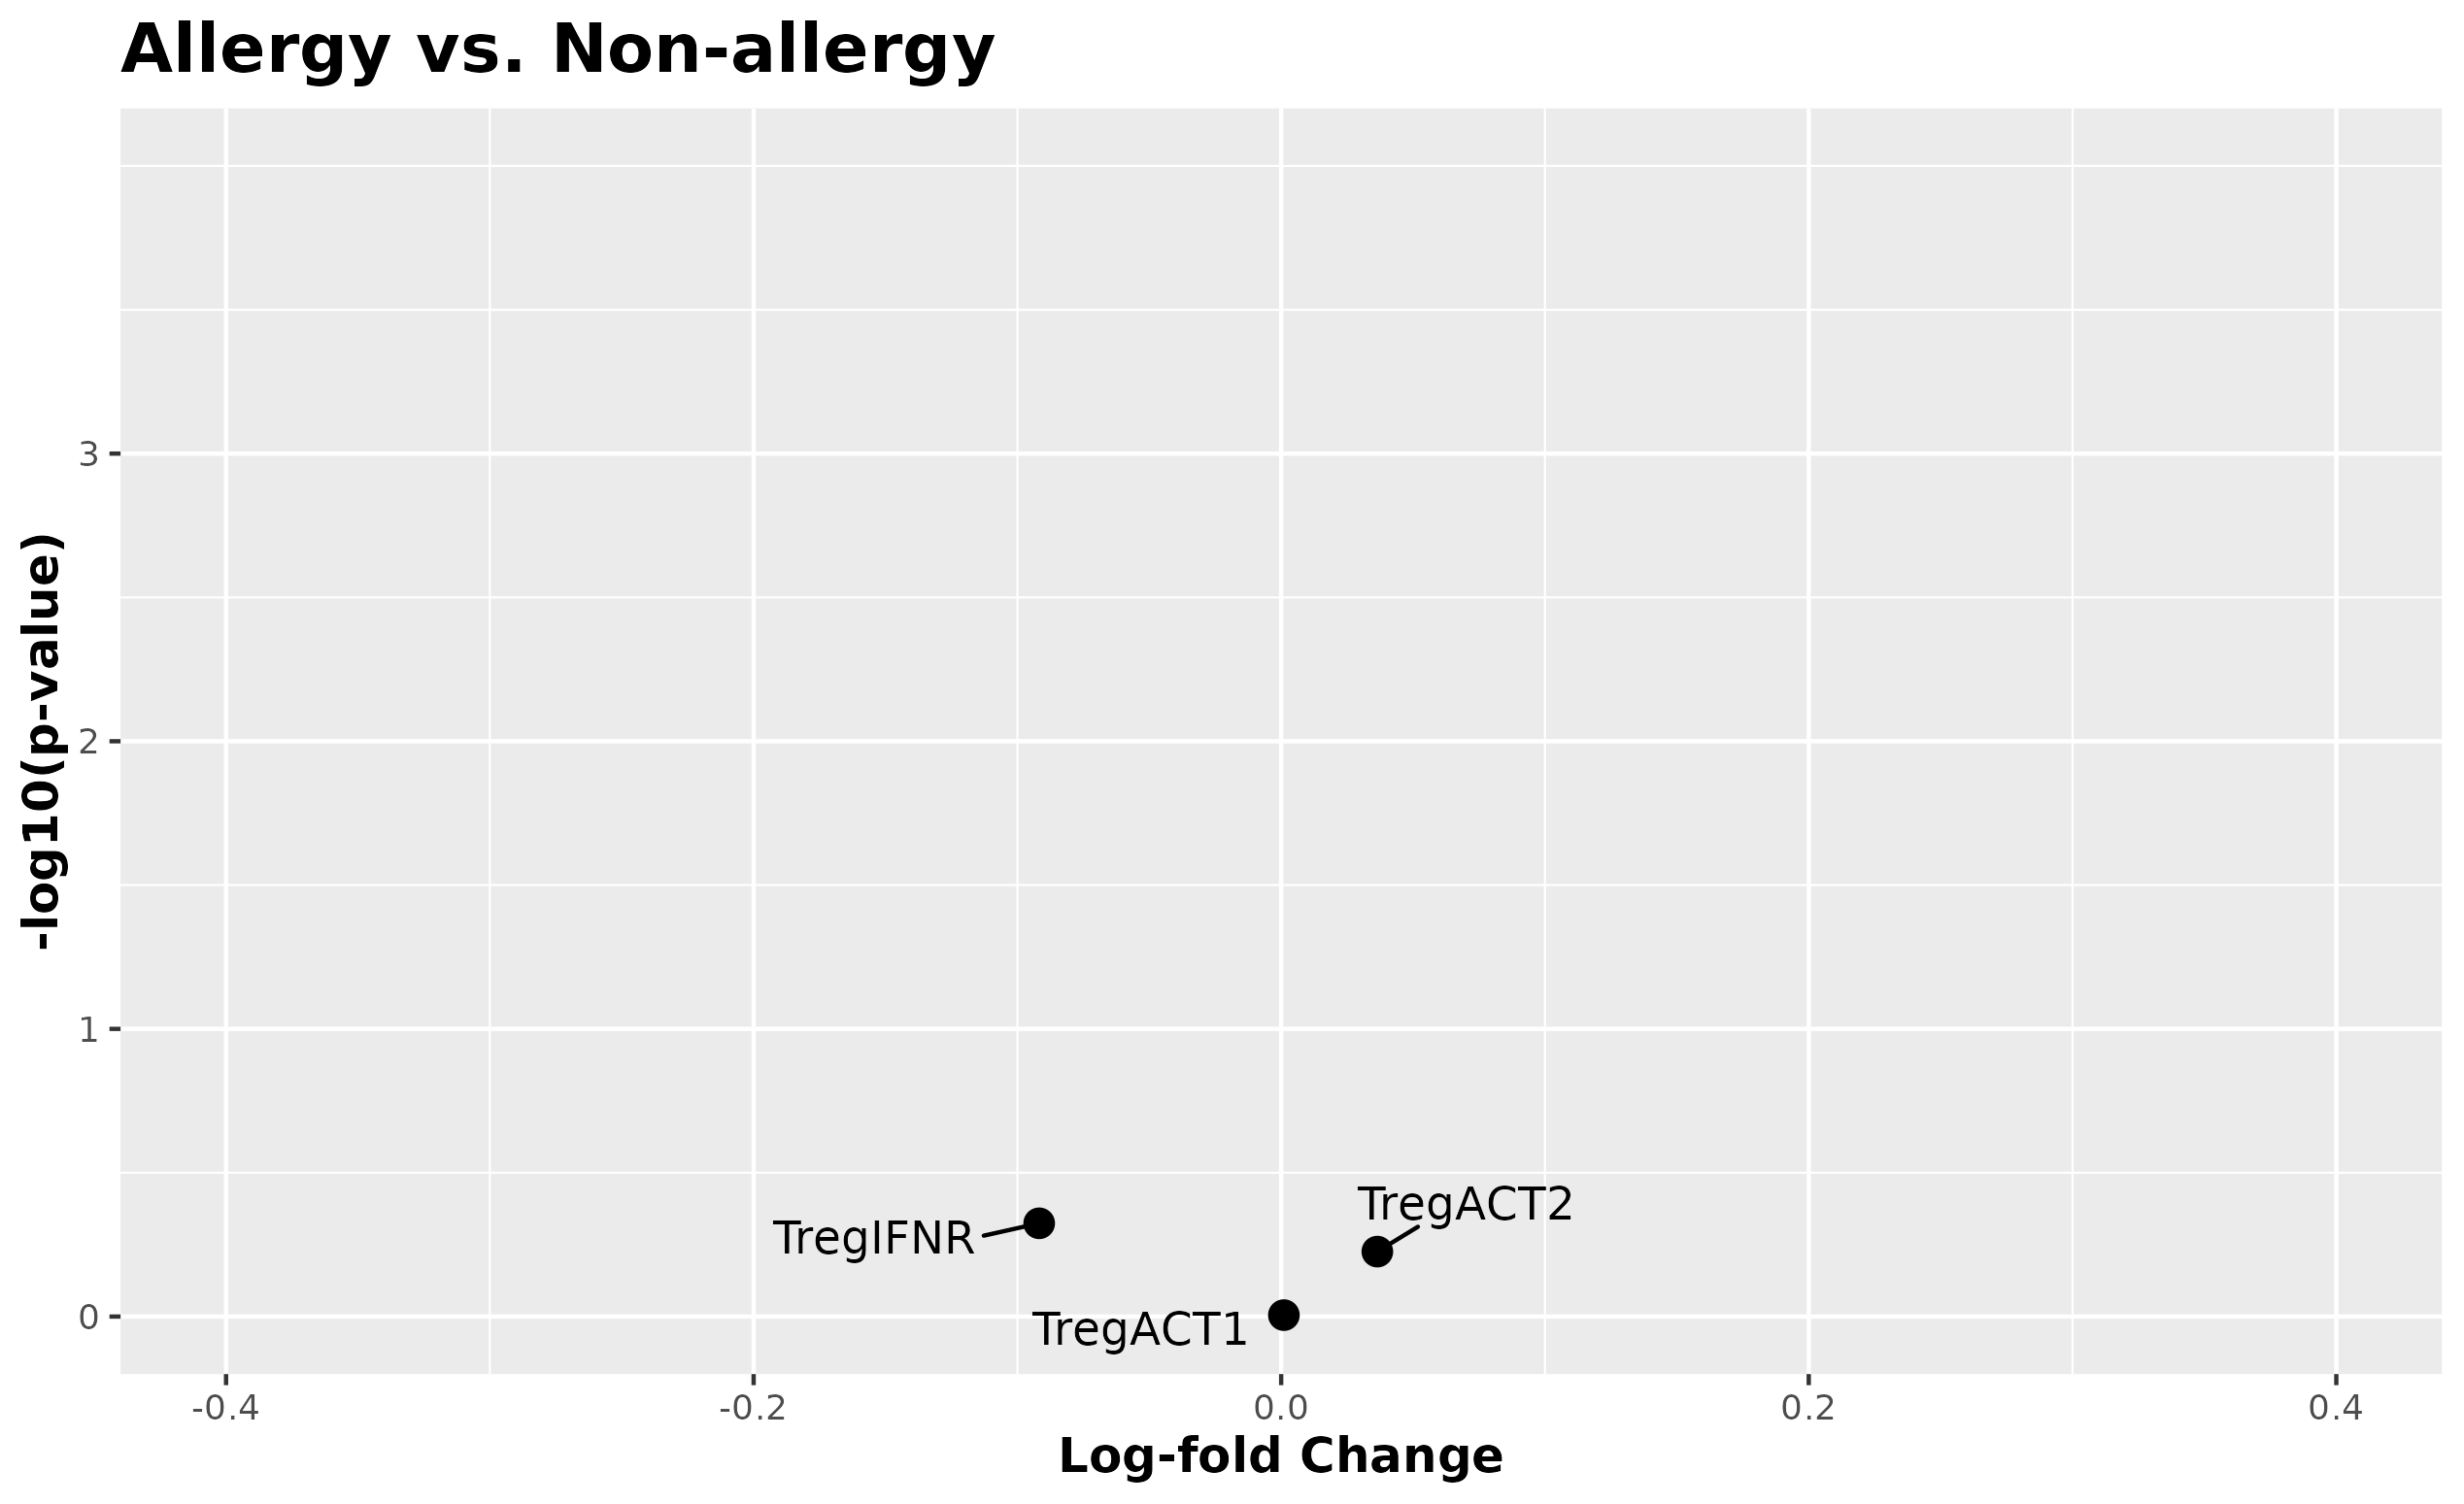 Allergy vs. Non-allergy
-log10(p-value)
3
2
1
0
TregIFNR
TregACT2
TregACT1
-0.4
-0.2
0.0
0.2
0.4
Log-fold Change